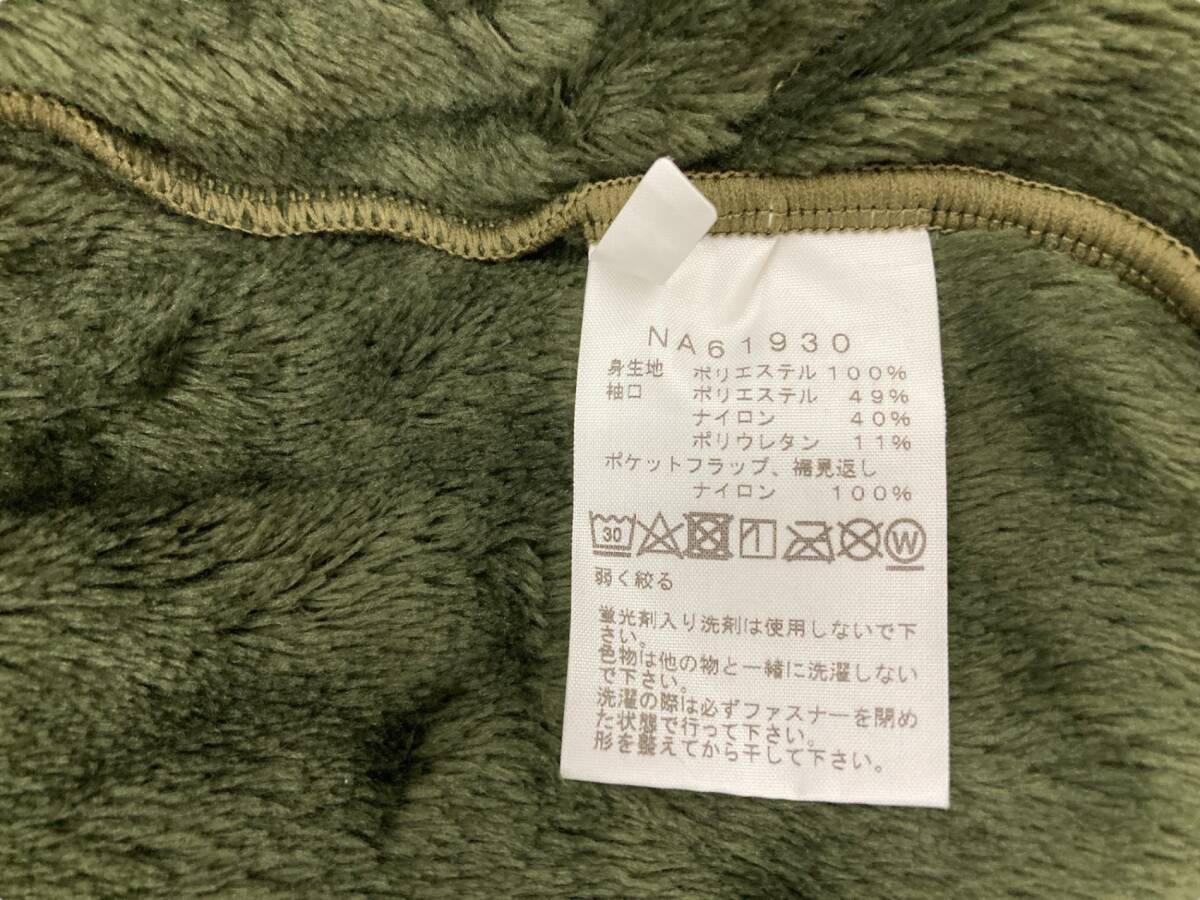 NA61930
身生地 ポリエステル 100%
袖口 ポリエステル 49%
ナイロン 40%
ポリウレタン 11%
ポケットフラップ、裾見返し
ナイロン 100%
30 W
弱く絞る
蛍光剤入り洗剤は使用しないで下
さい。
色物は他の物と一緒に洗濯しない
で下さい。
洗濯の際は必ずファスナーを閉め
た状態で行って下さい。
形を整えてから干して下さい。